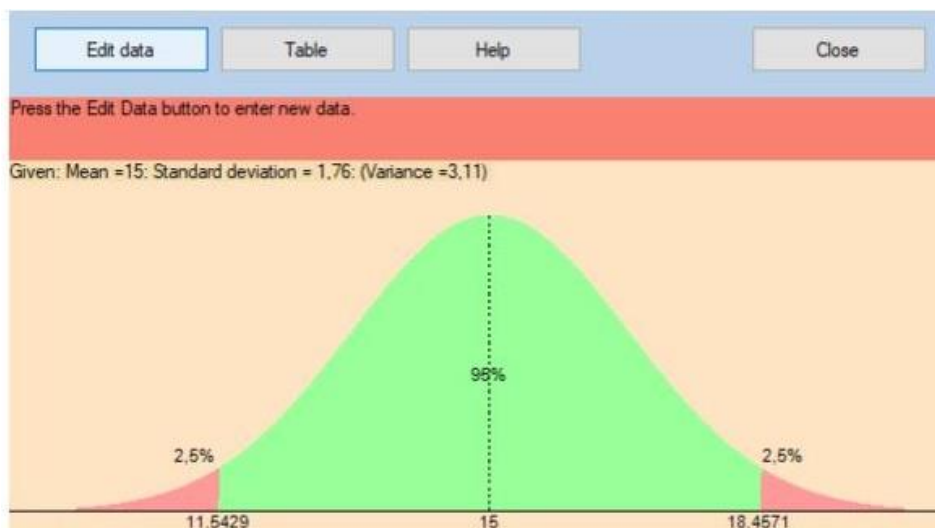 Edit data Table Help Close
Press the Edit Data button to enter new data.
Given: Mean =15: Standard deviation = 1,76: (Variance =3,11)
95%
2,5% 2,5%
11.5429 15 18.4571